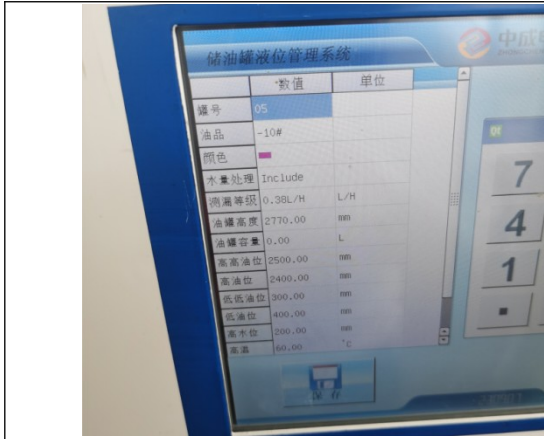 储油罐液位管理系统
中成
数值 单位
罐号 05
油品 -10#
颜色
水量处理 Include
测漏等级 0.38L/H L/H
油罐高度 2770.00 mm
油罐容量 0.00 L
高高油位 2500.00 mm
高油位 2400.00 mm
低低油位 300.00 mm
低油位 400.00 mm
高水位 200.00 mm
高温 60.00 °c
7
4
1
.
保存